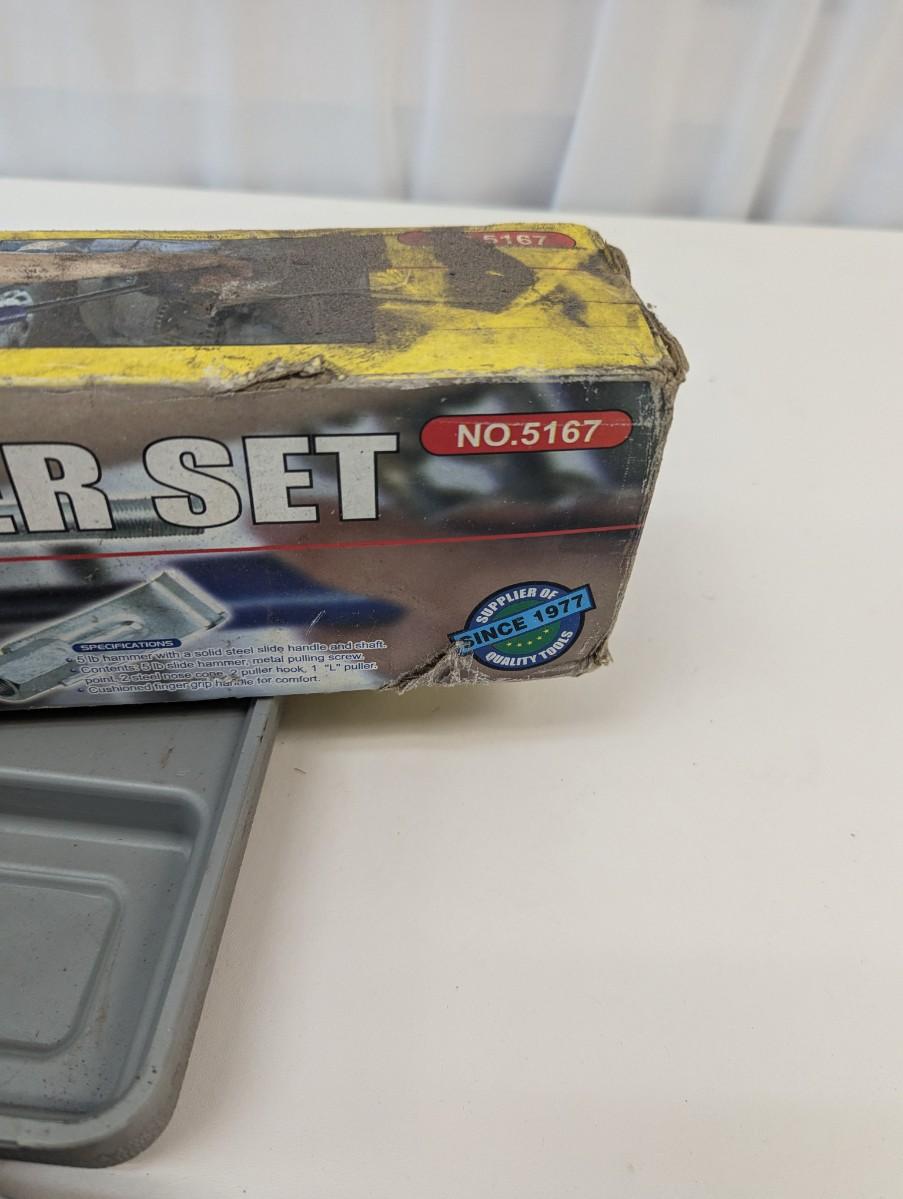 5167
NO.5167
ER SET
SUPPLIER OF
SINCE 1977
QUALITY TOOLS
SPECIFICATIONS
• 5 lb hammer with a solid steel slide handle and shaft.
• Contents: 5 lb slide hammer, metal pulling screw
point, 2 steel nose cone, 2 puller hook, 1 "L" puller.
• Cushioned finger grip handle for comfort.